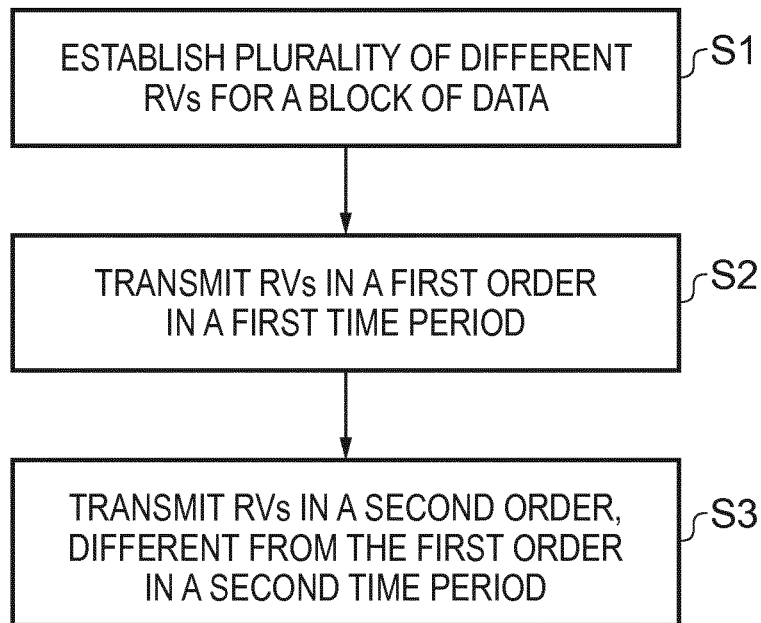 ESTABLISH PLURALITY OF DIFFERENT
RVs FOR A BLOCK OF DATA
S1
TRANSMIT RVs IN A FIRST ORDER
IN A FIRST TIME PERIOD
S2
TRANSMIT RVs IN A SECOND ORDER,
DIFFERENT FROM THE FIRST ORDER
IN A SECOND TIME PERIOD
S3